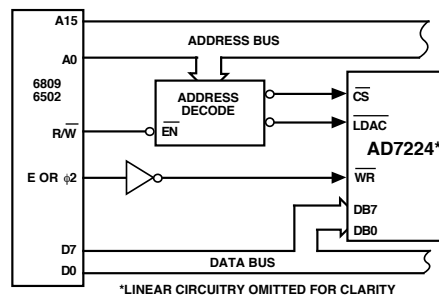 A15
ADDRESS BUS
A0
6809
6502
ADDRESS
DECODE
CS
R/W
EN
LDAC
AD7224*
E OR ϕ2
WR
DB7
DB0
D7
DATA BUS
D0
*LINEAR CIRCUITRY OMITTED FOR CLARITY